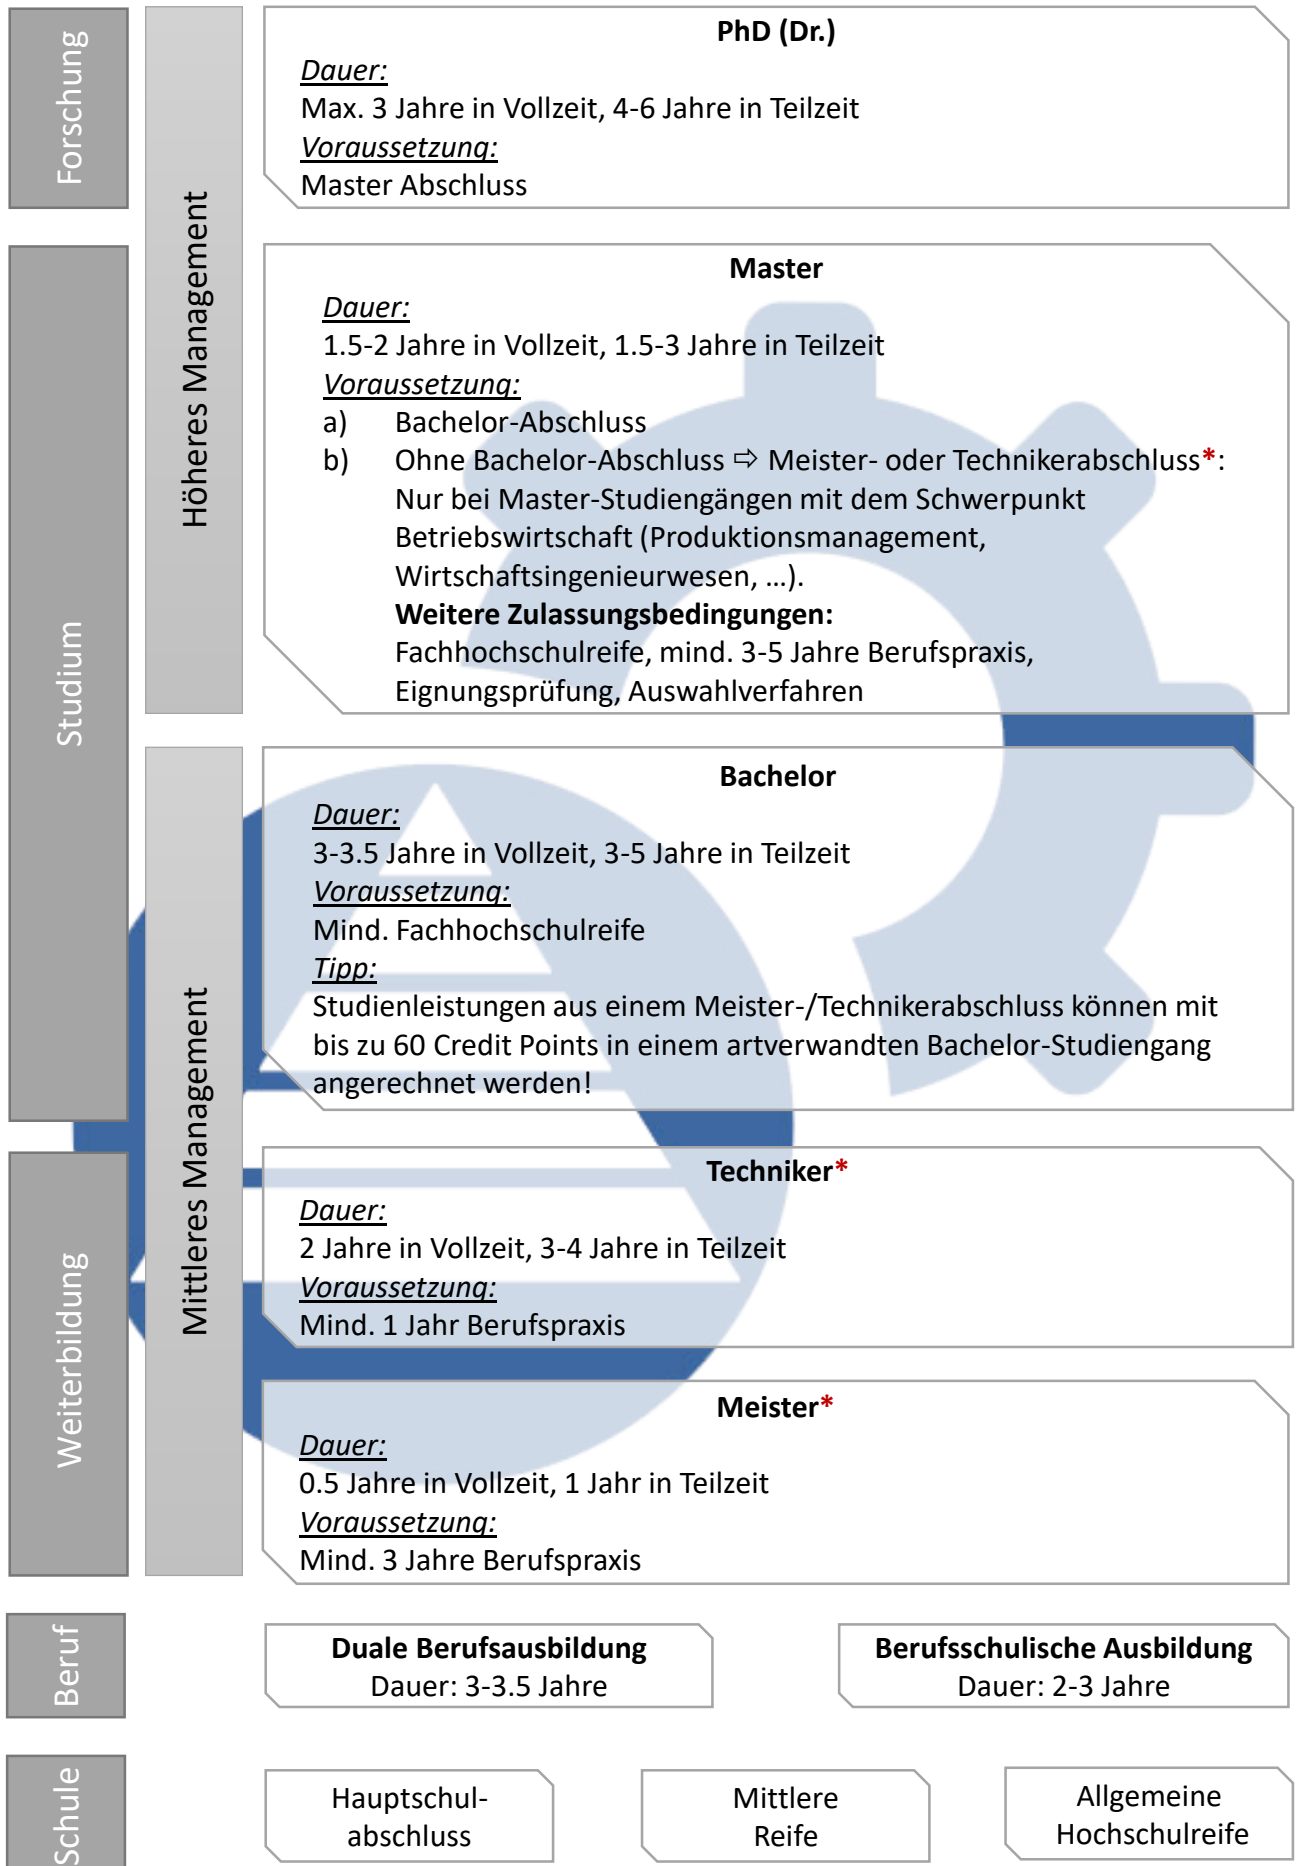 Forschung
Höheres Management
PhD (Dr.)
Dauer:
Max. 3 Jahre in Vollzeit, 4-6 Jahre in Teilzeit
Voraussetzung:
Master Abschluss
Studium
Master
Dauer:
1.5-2 Jahre in Vollzeit, 1.5-3 Jahre in Teilzeit
Voraussetzung:
a) Bachelor-Abschluss
b) Ohne Bachelor-Abschluss ⇨ Meister- oder Technikerabschluss*:
Nur bei Master-Studiengängen mit dem Schwerpunkt
Betriebswirtschaft (Produktionsmanagement,
Wirtschaftsingenieurwesen, …).
Weitere Zulassungsbedingungen:
Fachhochschulreife, mind. 3-5 Jahre Berufspraxis,
Eignungsprüfung, Auswahlverfahren
Mittleres Management
Bachelor
Dauer:
3-3.5 Jahre in Vollzeit, 3-5 Jahre in Teilzeit
Voraussetzung:
Mind. Fachhochschulreife
Tipp:
Studienleistungen aus einem Meister-/Technikerabschluss können mit
bis zu 60 Credit Points in einem artverwandten Bachelor-Studiengang
angerechnet werden!
Weiterbildung
Techniker*
Dauer:
2 Jahre in Vollzeit, 3-4 Jahre in Teilzeit
Voraussetzung:
Mind. 1 Jahr Berufspraxis
Meister*
Dauer:
0.5 Jahre in Vollzeit, 1 Jahr in Teilzeit
Voraussetzung:
Mind. 3 Jahre Berufspraxis
Beruf
Duale Berufsausbildung
Dauer: 3-3.5 Jahre
Berufsschulische Ausbildung
Dauer: 2-3 Jahre
Schule
Hauptschul-
abschluss
Mittlere
Reife
Allgemeine
Hochschulreife